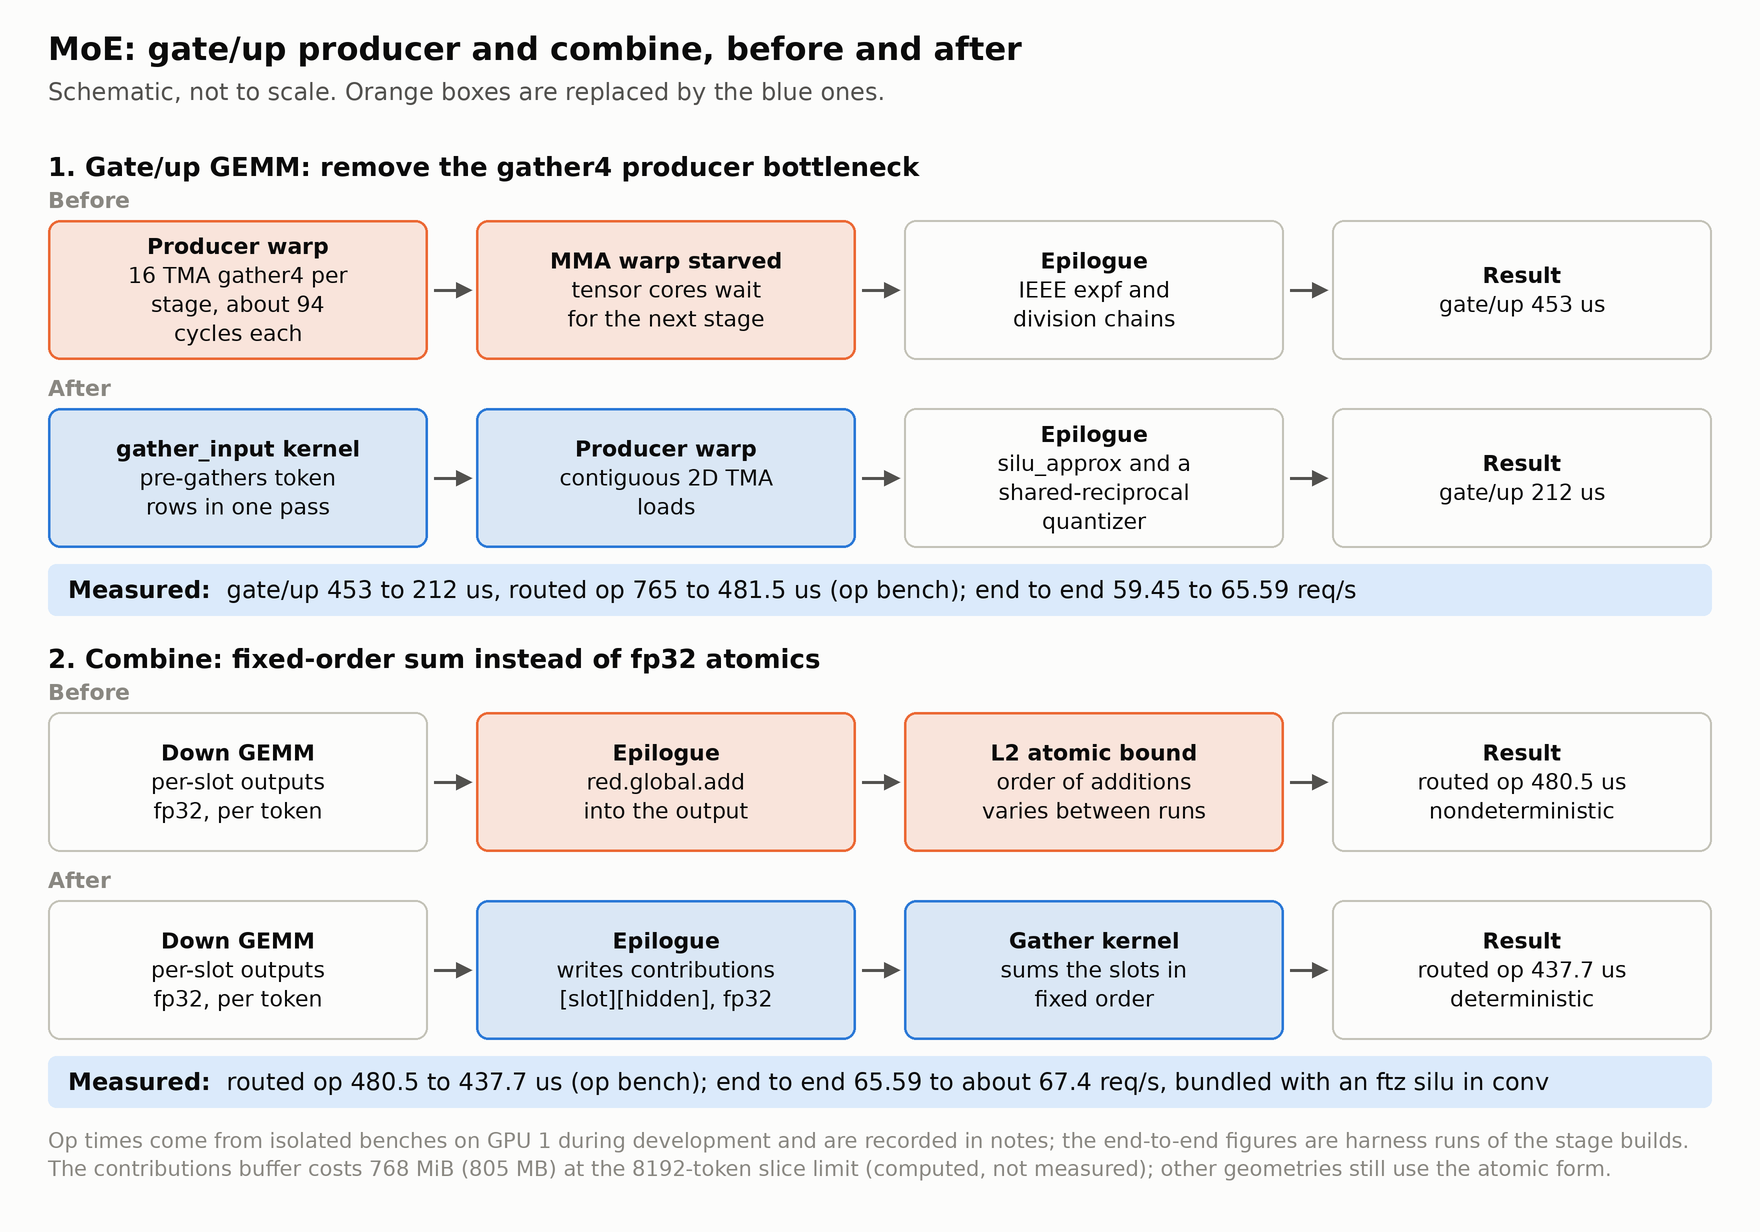 MoE: gate/up producer and combine, before and after
Schematic, not to scale. Orange boxes are replaced by the blue ones.
1. Gate/up GEMM: remove the gather4 producer bottleneck
Before
Producer warp
16 TMA gather4 per
stage, about 94
cycles each
MMA warp starved
tensor cores wait
for the next stage
Epilogue
IEEE expf and
division chains
Result
gate/up 453 us
After
gather_input kernel
pre-gathers token
rows in one pass
Producer warp
contiguous 2D TMA
loads
Epilogue
silu_approx and a
shared-reciprocal
quantizer
Result
gate/up 212 us
Measured: gate/up 453 to 212 us, routed op 765 to 481.5 us (op bench); end to end 59.45 to 65.59 req/s
2. Combine: fixed-order sum instead of fp32 atomics
Before
Down GEMM
per-slot outputs
fp32, per token
Epilogue
red.global.add
into the output
L2 atomic bound
order of additions
varies between runs
Result
routed op 480.5 us
nondeterministic
After
Down GEMM
per-slot outputs
fp32, per token
Epilogue
writes contributions
[slot][hidden], fp32
Gather kernel
sums the slots in
fixed order
Result
routed op 437.7 us
deterministic
Measured: routed op 480.5 to 437.7 us (op bench); end to end 65.59 to about 67.4 req/s, bundled with an ftz silu in conv
Op times come from isolated benches on GPU 1 during development and are recorded in notes; the end-to-end figures are harness runs of the stage builds.
The contributions buffer costs 768 MiB (805 MB) at the 8192-token slice limit (computed, not measured); other geometries still use the atomic form.